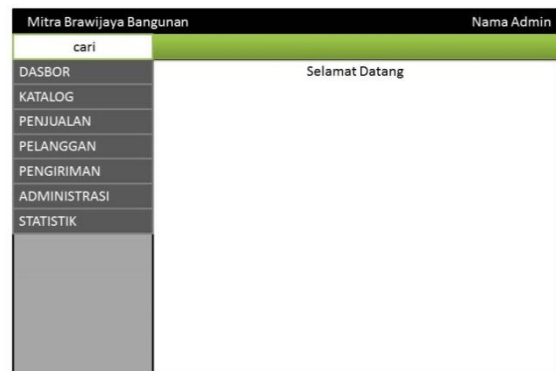 Mitra Brawijaya Bangunan Nama Admin
cari
DASBOR
Selamat Datang
KATALOG
PENJUALAN
PELANGGAN
PENGIRIMAN
ADMINISTRASI
STATISTIK